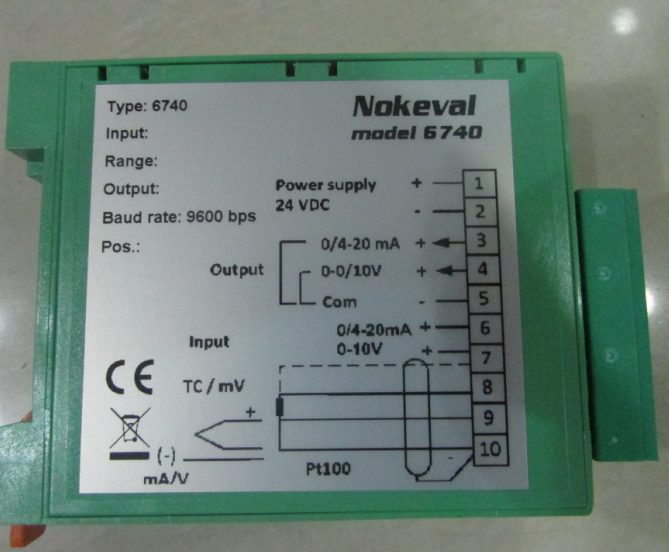 Type: 6740
Nokeval
Input:
model 6740
Range:
Output:
Power supply + 1
24 VDC - 2
Baud rate: 9600 bps
Pos.:
0/4-20 mA + 3
Output 0-0/10V + 4
Com - 5
0/4-20mA + 6
Input
0-10V + 7
CE
TC / mV
8
+ 9
(-) - 10
mA/V
Pt100